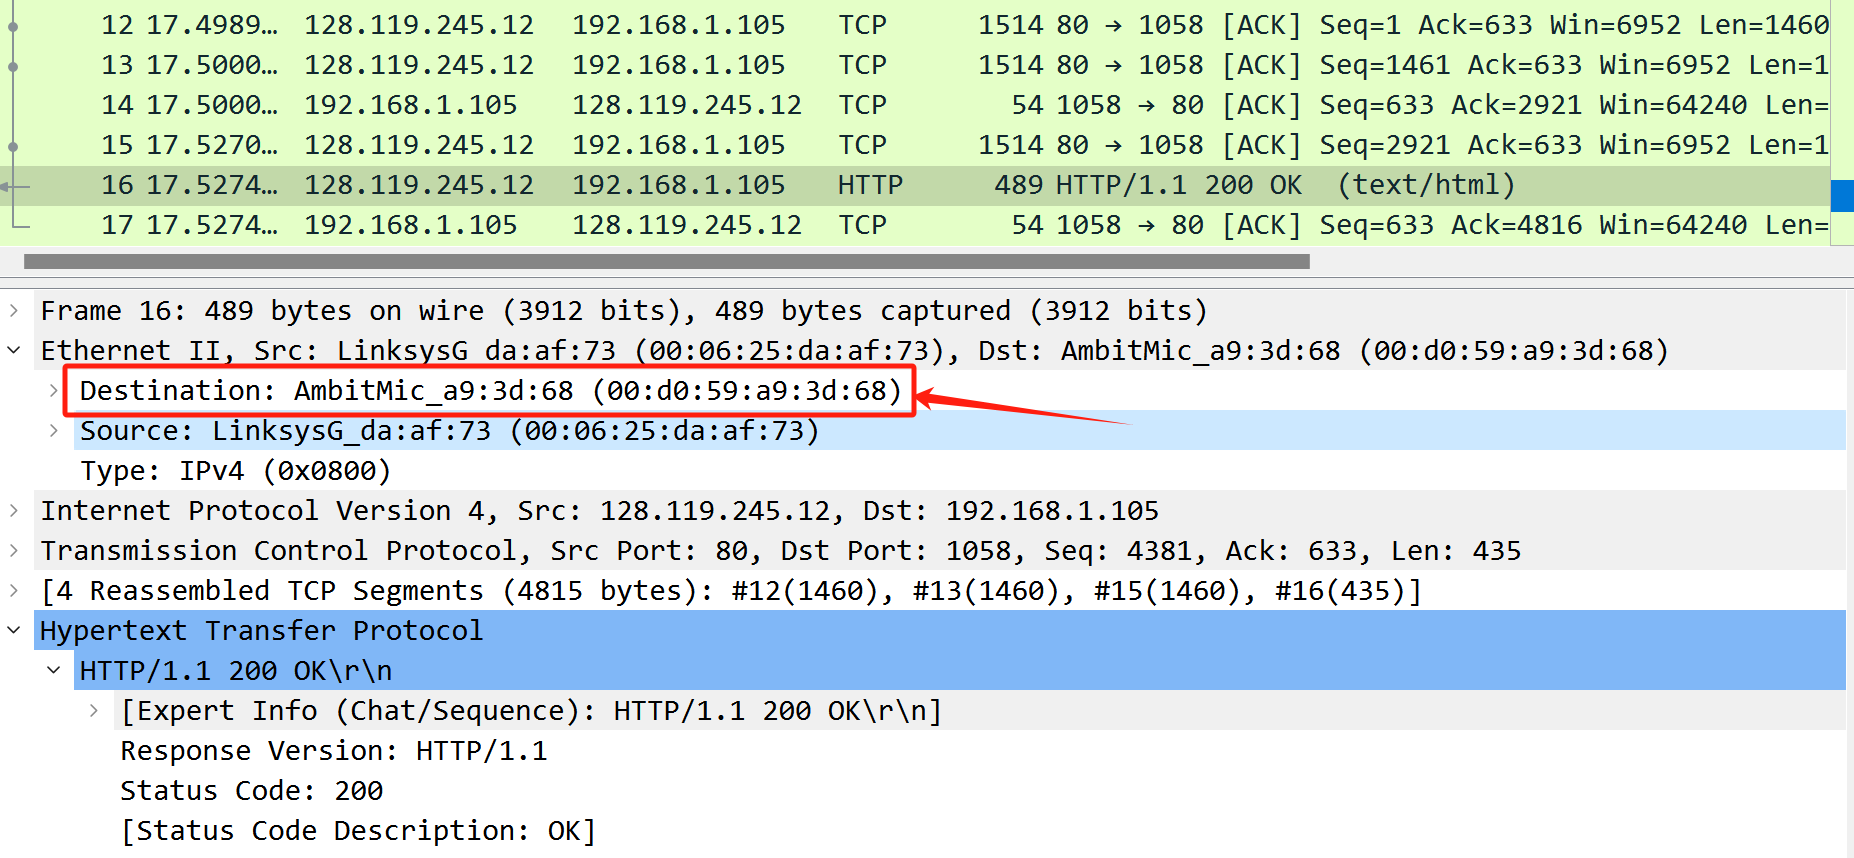 12 17.4989… 128.119.245.12 192.168.1.105 TCP 1514 80 → 1058 [ACK] Seq=1 Ack=633 Win=6952 Len=1460
13 17.5000… 128.119.245.12 192.168.1.105 TCP 1514 80 → 1058 [ACK] Seq=1461 Ack=633 Win=6952 Len=1
14 17.5000… 192.168.1.105 128.119.245.12 TCP 54 1058 → 80 [ACK] Seq=633 Ack=2921 Win=64240 Len=
15 17.5270… 128.119.245.12 192.168.1.105 TCP 1514 80 → 1058 [ACK] Seq=2921 Ack=633 Win=6952 Len=1
16 17.5274… 128.119.245.12 192.168.1.105 HTTP 489 HTTP/1.1 200 OK (text/html)
17 17.5274… 192.168.1.105 128.119.245.12 TCP 54 1058 → 80 [ACK] Seq=633 Ack=4816 Win=64240 Len=
Frame 16: 489 bytes on wire (3912 bits), 489 bytes captured (3912 bits)
Ethernet II, Src: LinksysG_da:af:73 (00:06:25:da:af:73), Dst: AmbitMic_a9:3d:68 (00:d0:59:a9:3d:68)
Destination: AmbitMic_a9:3d:68 (00:d0:59:a9:3d:68)
Source: LinksysG_da:af:73 (00:06:25:da:af:73)
Type: IPv4 (0x0800)
Internet Protocol Version 4, Src: 128.119.245.12, Dst: 192.168.1.105
Transmission Control Protocol, Src Port: 80, Dst Port: 1058, Seq: 4381, Ack: 633, Len: 435
[4 Reassembled TCP Segments (4815 bytes): #12(1460), #13(1460), #15(1460), #16(435)]
Hypertext Transfer Protocol
HTTP/1.1 200 OK\r\n
[Expert Info (Chat/Sequence): HTTP/1.1 200 OK\r\n]
Response Version: HTTP/1.1
Status Code: 200
[Status Code Description: OK]